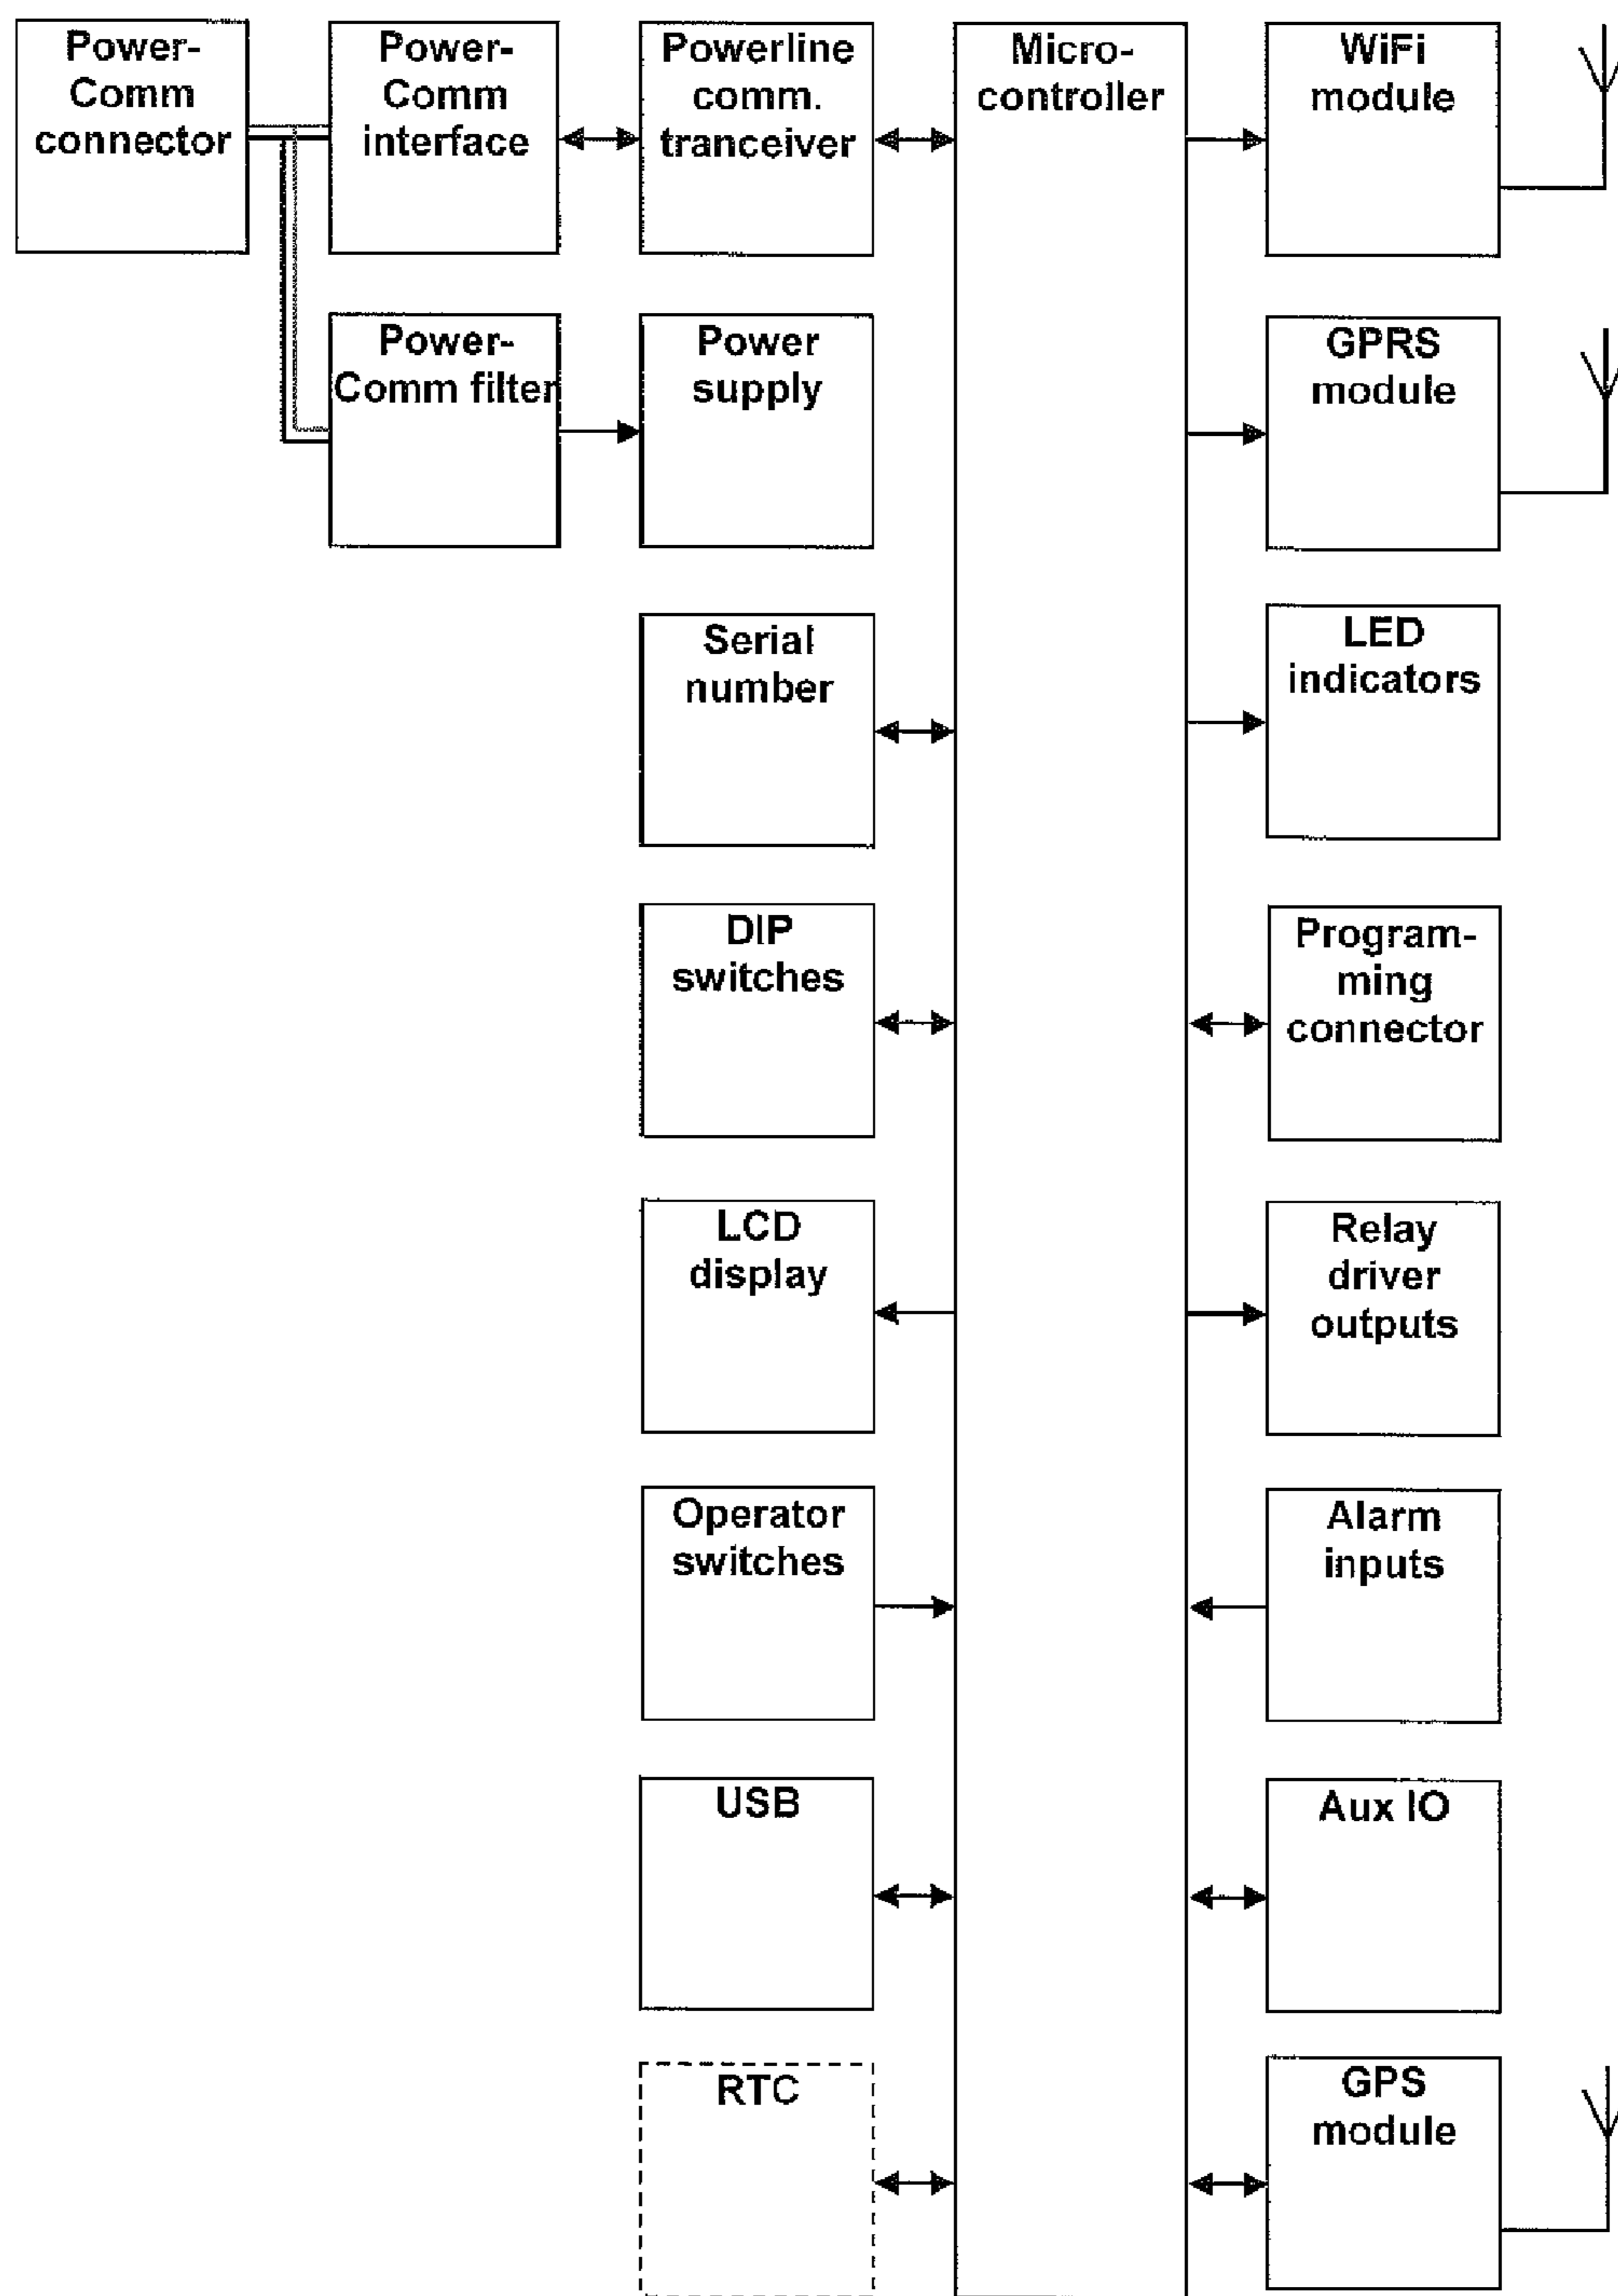 Power-
Comm
connector
Power-
Comm
interface
Powerline
comm.
tranceiver
Micro-
controller
WiFi
module
Power-
Comm filter
Power
supply
GPRS
module
Serial
number
LED
indicators
DIP
switches
Program-
ming
connector
LCD
display
Relay
driver
outputs
Operator
switches
Alarm
inputs
USB
Aux IO
RTC
GPS
module